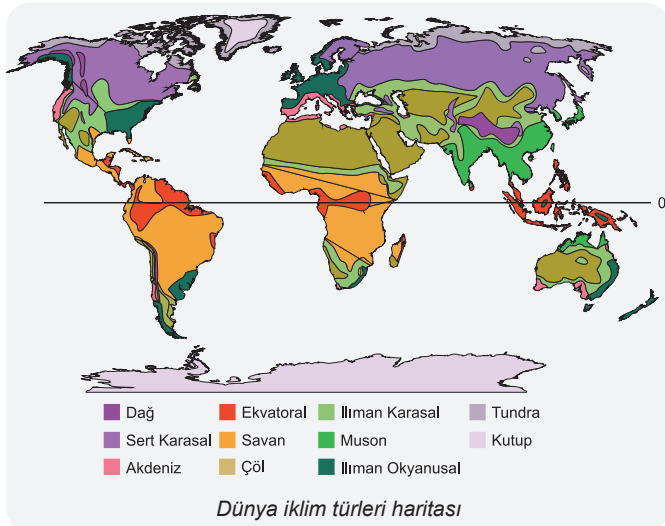 0
Dağ
Ekvatoral
Ilıman Karasal
Tundra
Sert Karasal
Savan
Muson
Kutup
Akdeniz
Çöl
Ilıman Okyanusal
Dünya iklim türleri haritası